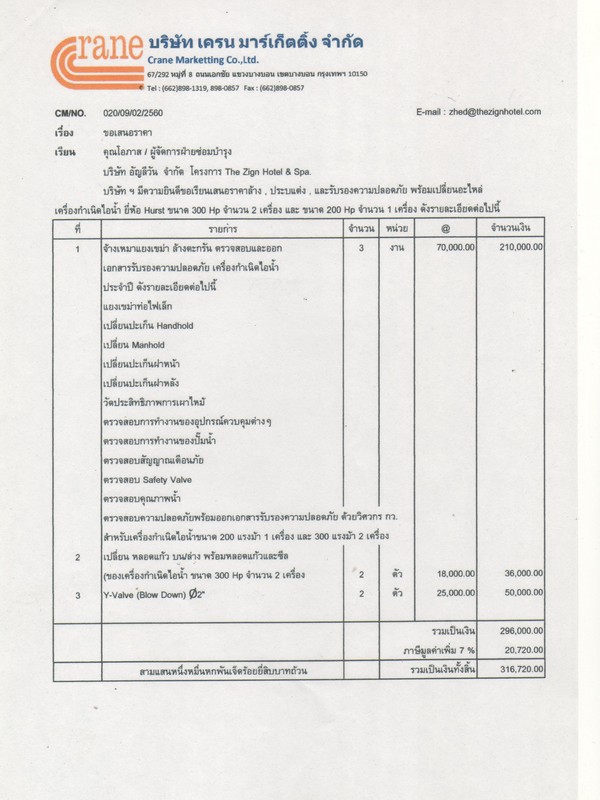 Crane บริษัท เครน มาร์เก็ตติ้ง จำกัด
Crane Marketting Co.,Ltd.
67/292 หมู่ที่ 8 ถนนเอกชัย แขวงบางบอน เขตบางบอน กรุงเทพฯ 10150
Tel : (662)898-1319, 898-0857 Fax : (662)898-0857
CM/NO. 020/09/02/2560 E-mail : zhed@thezignhotel.com
เรื่อง ขอเสนอราคา
เรียน คุณโอภาส / ผู้จัดการฝ่ายซ่อมบำรุง
บริษัท อัญลีวัน จำกัด โครงการ The Zign Hotel & Spa.
บริษัท ฯ มีความยินดีขอเรียนเสนอราคาล้าง , ประบแต่ง , และรับรองความปลอดภัย พร้อมเปลี่ยนอะไหล่
เครื่องกำเนิดไอน้ำ ยี่ห้อ Hurst ขนาด 300 Hp จำนวน 2 เครื่อง และ ขนาด 200 Hp จำนวน 1 เครื่อง ดังรายละเอียดต่อไปนี้
ที่ รายการ จำนวน หน่วย @ จำนวนเงิน
1 จ้างเหมาแยงเขม่า ล้างตะกรัน ตรวจสอบและออก 3 งาน 70,000.00 210,000.00
เอกสารรับรองความปลอดภัย เครื่องกำเนิดไอน้ำ
ประจำปี ดังรายละเอียดต่อไปนี้
แยงเขม่าท่อไฟเล็ก
เปลี่ยนปะเก็น Handhold
เปลี่ยน Manhold
เปลี่ยนปะเก็นฝาหน้า
เปลี่ยนปะเก็นฝาหลัง
วัดประสิทธิภาพการเผาไหม้
ตรวจสอบการทำงานของอุปกรณ์ควบคุมต่างๆ
ตรวจสอบการทำงานของปั๊มน้ำ
ตรวจสอบสัญญาณเตือนภัย
ตรวจสอบ Safety Valve
ตรวจสอบคุณภาพน้ำ
ตรวจสอบความปลอดภัยพร้อมออกเอกสารรับรองความปลอดภัย ด้วยวิศวกร กว.
สำหรับเครื่องกำเนิดไอน้ำขนาด 200 แรงม้า 1 เครื่อง และ 300 แรงม้า 2 เครื่อง
2 เปลี่ยน หลอดแก้ว บน/ล่าง พร้อมหลอดแก้วและซีล
(ของเครื่องกำเนิดไอน้ำ ขนาด 300 Hp จำนวน 2 เครื่อง 2 ตัว 18,000.00 36,000.00
3 Y-Valve (Blow Down) Ø2" 2 ตัว 25,000.00 50,000.00
รวมเป็นเงิน 296,000.00
ภาษีมูลค่าเพิ่ม 7 % 20,720.00
สามแสนหนึ่งหมื่นหกพันเจ็ดร้อยยี่สิบบาทถ้วน รวมเป็นเงินทั้งสิ้น 316,720.00